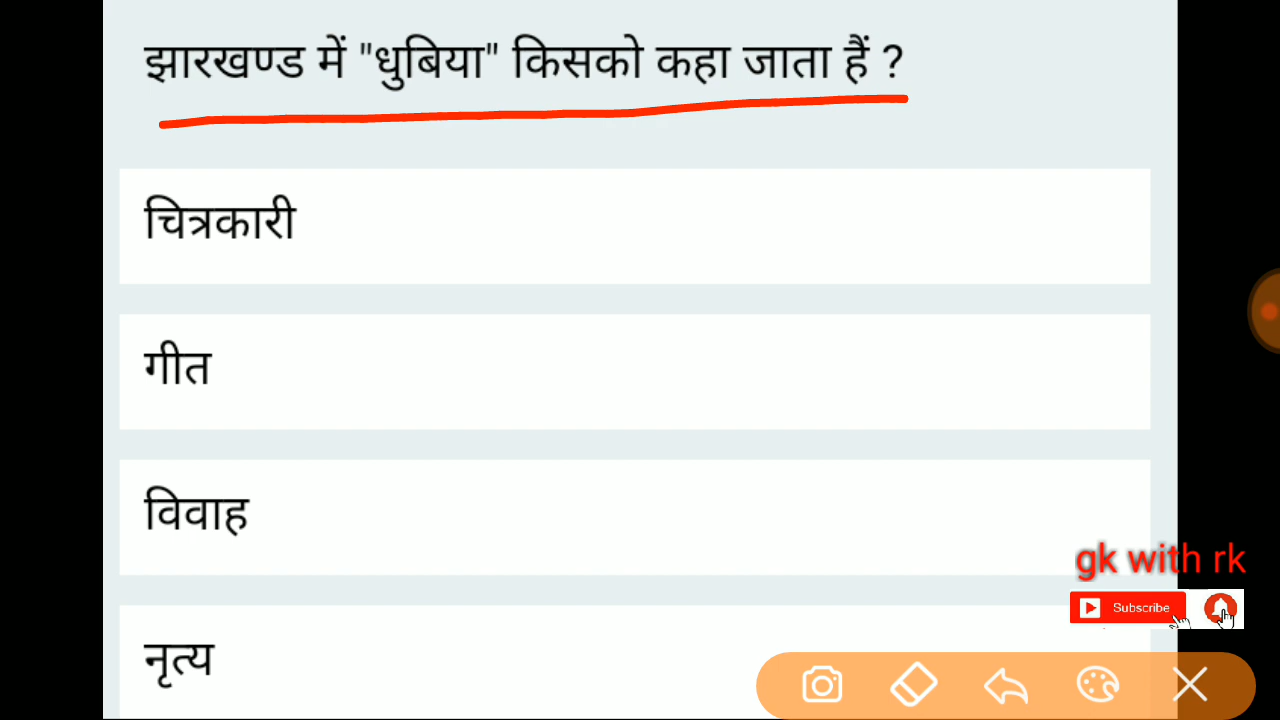 झारखण्ड में "धुबिया" किसको कहा जाता हैं ?
चित्रकारी
गीत
विवाह
gk with rk
Subscribe
नृत्य